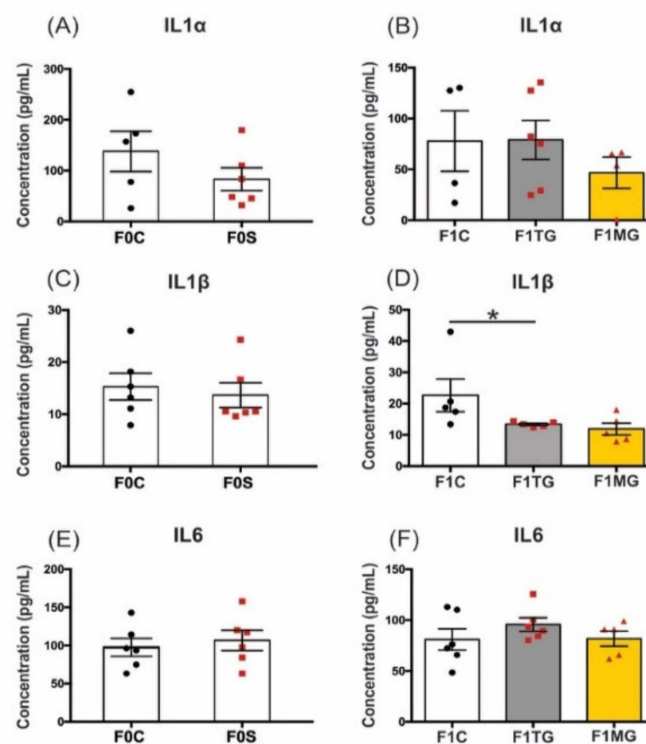 (A) IL1α
Concentration (pg/mL)
300
200
100
0
F0C F0S
(B) IL1α
Concentration (pg/mL)
150
100
50
0
F1C F1TG F1MG
(C) IL1β
Concentration (pg/mL)
30
20
10
0
F0C F0S
(D) IL1β
Concentration (pg/mL)
50
40
30
20
10
0
*
F1C F1TG F1MG
(E) IL6
Concentration (pg/mL)
200
150
100
50
0
F0C F0S
(F) IL6
Concentration (pg/mL)
150
100
50
0
F1C F1TG F1MG